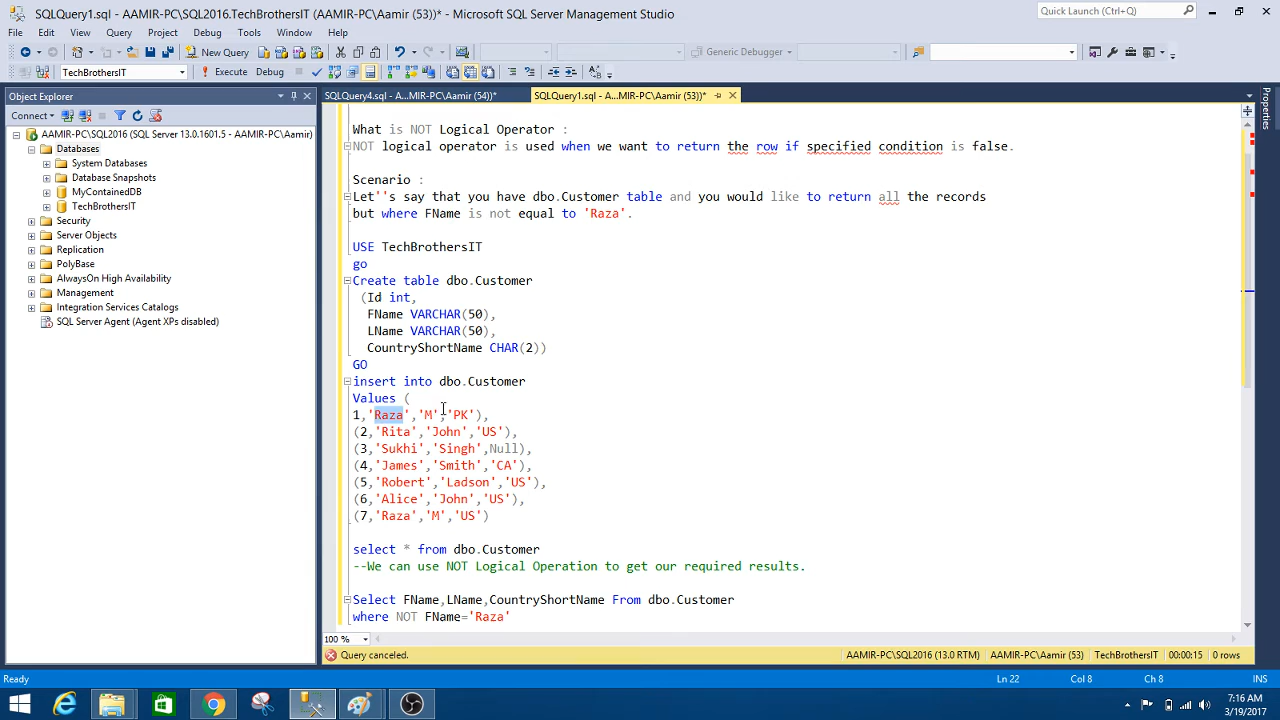 SQLQuery1.sql - AAMIR-PC\SQL2016.TechBrothersIT (AAMIR-PC\Aamir (53))* - Microsoft SQL Server Management Studio
Quick Launch (Ctrl+Q)
File Edit View Query Project Debug Tools Window Help
New Query
Generic Debugger
TechBrothersIT
Execute Debug
Object Explorer
SQLQuery4.sql - A...MIR-PC\Aamir (54))*
SQLQuery1.sql - A...MIR-PC\Aamir (53))*
Properties
Connect
AAMIR-PC\SQL2016 (SQL Server 13.0.1601.5 - AAMIR-PC\Aamir)
Databases
System Databases
Database Snapshots
MyContainedDB
TechBrothersIT
Security
Server Objects
Replication
PolyBase
AlwaysOn High Availability
Management
Integration Services Catalogs
SQL Server Agent (Agent XPs disabled)
What is NOT Logical Operator :
NOT logical operator is used when we want to return the row if specified condition is false.
Scenario :
Let''s say that you have dbo.Customer table and you would like to return all the records
but where FName is not equal to 'Raza'.
USE TechBrothersIT
go
Create table dbo.Customer
(Id int,
FName VARCHAR(50),
LName VARCHAR(50),
CountryShortName CHAR(2))
GO
insert into dbo.Customer
Values (
1,'Raza','M','PK'),
(2,'Rita','John','US'),
(3,'Sukhi','Singh',Null),
(4,'James','Smith','CA'),
(5,'Robert','Ladson','US'),
(6,'Alice','John','US'),
(7,'Raza','M','US')
select * from dbo.Customer
--We can use NOT Logical Operation to get our required results.
Select FName,LName,CountryShortName From dbo.Customer
where NOT FName='Raza'
100 %
Query canceled.
AAMIR-PC\SQL2016 (13.0 RTM) AAMIR-PC\Aamir (53) TechBrothersIT 00:00:15 0 rows
Ready
Ln 22 Col 8 Ch 8 INS
7:16 AM
3/19/2017